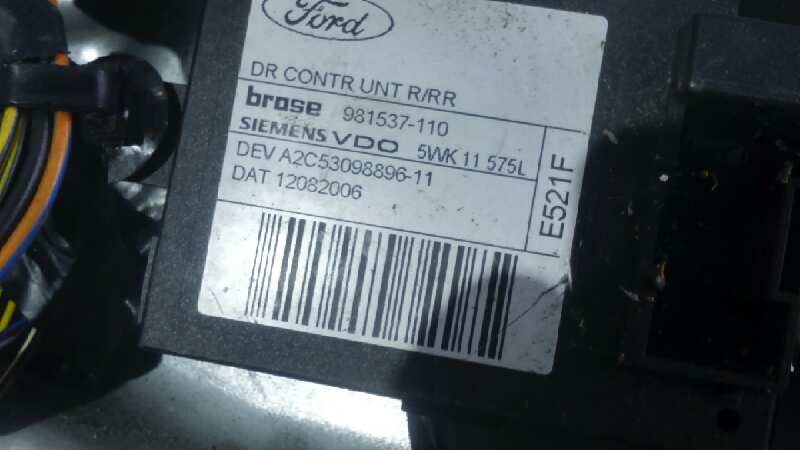 Ford
DR CONTR UNT R/RR
brose 981537-110
SIEMENS VDO 5WK 11 575L
DEV A2C53098896-11
DAT 12082006
E521F